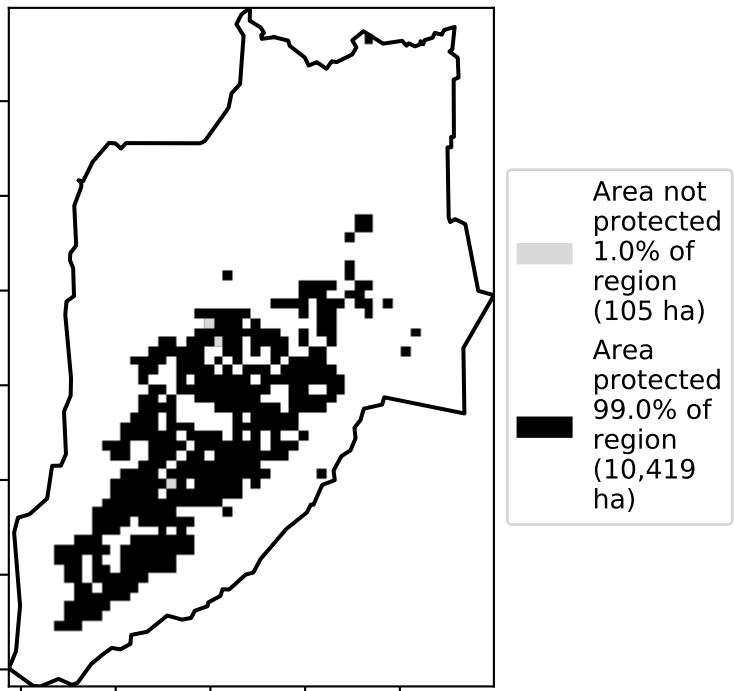 Area not
protected
1.0% of
region
(105 ha)
Area
protected
99.0% of
region
(10,419
ha)